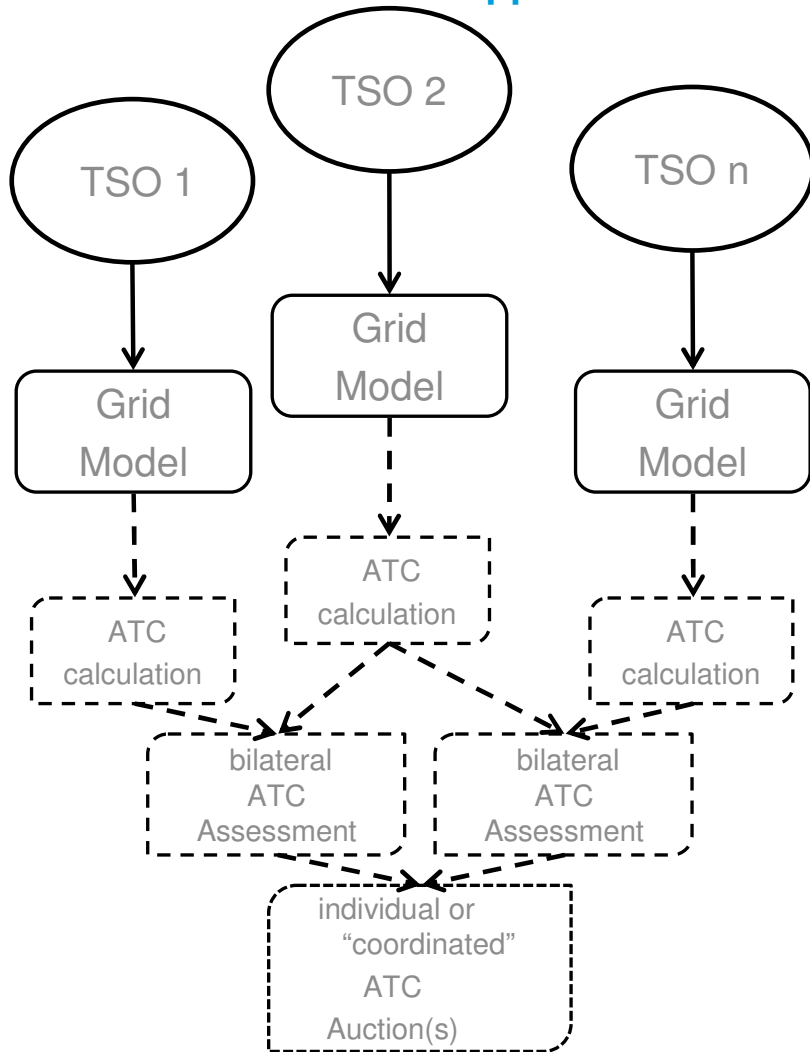 TSO 1
TSO 2
TSO n
Grid
Model
Grid
Model
Grid
Model
ATC
calculation
ATC
calculation
ATC
calculation
bilateral
ATC
Assessment
bilateral
ATC
Assessment
individual or
“coordinated”
ATC
Auction(s)